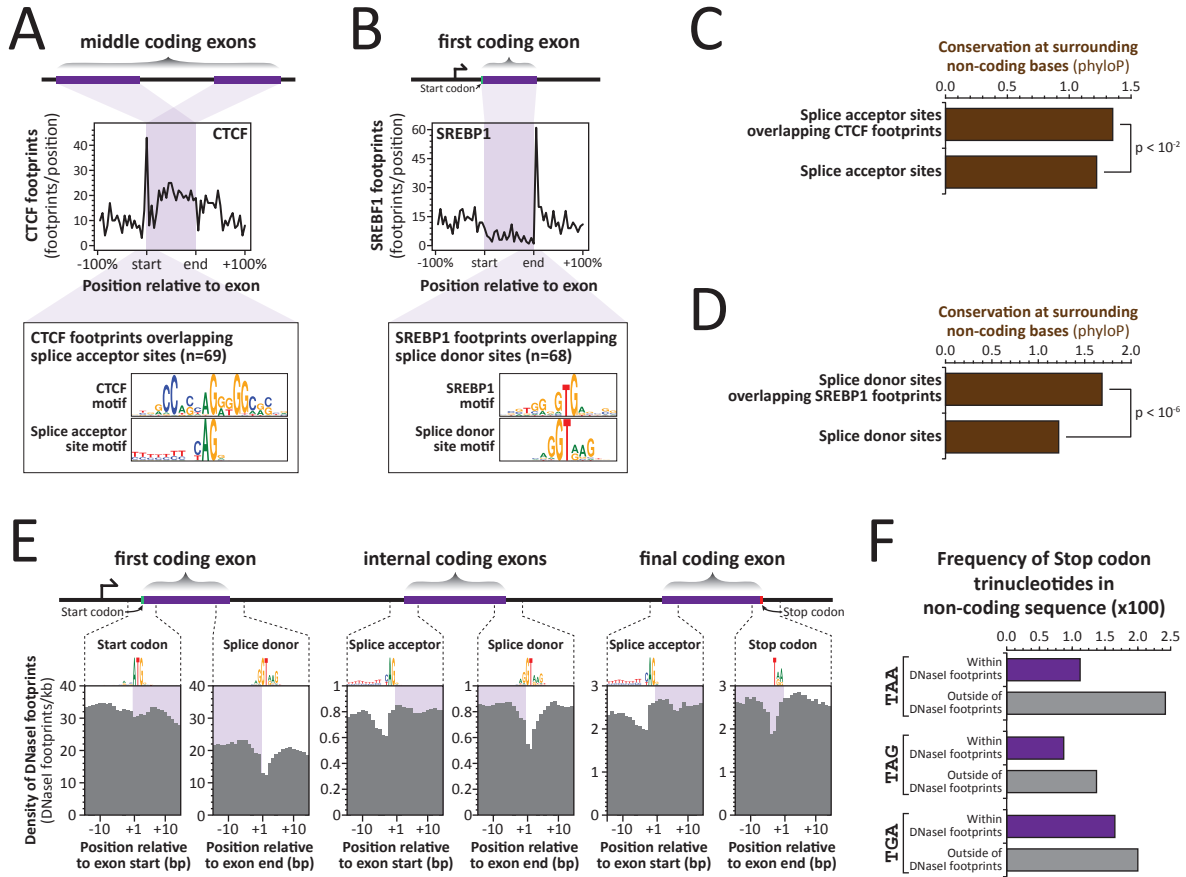 A
middle coding exons
CTCF
CTCF footprints
(footprints/position)
40
30
20
10
0
-100%
start
end
+100%
Position relative to exon
CTCF footprints overlapping
splice acceptor sites (n=69)
CTCF
motif
Splice acceptor
site motif
B
first coding exon
Start codon
SREBP1
SREBF1 footprints
(footprints/position)
60
45
30
15
0
-100%
start
end
+100%
Position relative to exon
SREBP1 footprints overlapping
splice donor sites (n=68)
SREBP1
motif
Splice donor
site motif
C
Conservation at surrounding
non-coding bases (phyloP)
0.0 0.5 1.0 1.5
Splice acceptor sites
overlapping CTCF footprints
Splice acceptor sites
p < 10-2
D
Conservation at surrounding
non-coding bases (phyloP)
0.0 0.5 1.0 1.5 2.0
Splice donor sites
overlapping SREBP1 footprints
Splice donor sites
p < 10-6
E
first coding exon
internal coding exons
final coding exon
Start codon
Stop codon
Start codon
Splice donor
Splice acceptor
Splice donor
Splice acceptor
Stop codon
Density of DNaseI footprints
(DNaseI footprints/kb)
40
30
20
10
0
-10 +1 +10
Position relative
to exon start (bp)
40
30
20
10
0
-10 +1 +10
Position relative
to exon end (bp)
1
0.8
0.6
0.4
0.2
0
-10 +1 +10
Position relative
to exon start (bp)
1
0.8
0.6
0.4
0.2
0
-10 +1 +10
Position relative
to exon end (bp)
3
2
1
0
-10 +1 +10
Position relative
to exon start (bp)
3
2
1
0
-10 +1 +10
Position relative
to exon end (bp)
F
Frequency of Stop codon
trinucleotides in
non-coding sequence (x100)
0.0 0.5 1.0 1.5 2.0 2.5
TAA
Within
DNaseI footprints
Outside of
DNaseI footprints
TAG
Within
DNaseI footprints
Outside of
DNaseI footprints
TGA
Within
DNaseI footprints
Outside of
DNaseI footprints